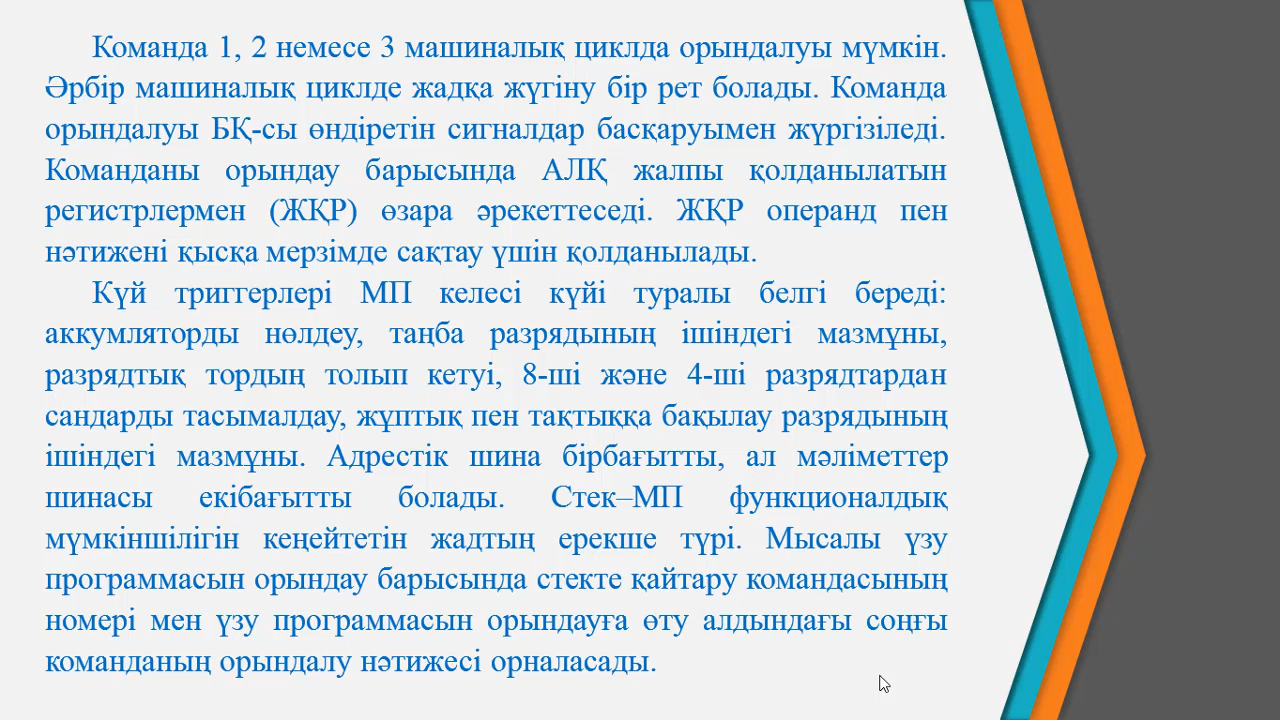 Команда 1, 2 немесе 3 машиналық циклда орындалуы мүмкін.
Әрбір машиналық циклде жадқа жүгіну бір рет болады. Команда
орындалуы БҚ-сы өндіретін сигналдар басқаруымен жүргізіледі.
Команданы орындау барысында АЛҚ жалпы қолданылатын
регистрлермен (ЖҚР) өзара әрекеттеседі. ЖҚР операнд пен
нәтижені қысқа мерзімде сақтау үшін қолданылады.
Күй триггерлері МП келесі күйі туралы белгі береді:
аккумляторды нөлдеу, таңба разрядының ішіндегі мазмұны,
разрядтық тордың толып кетуі, 8-ші және 4-ші разрядтардан
сандарды тасымалдау, жұптық пен тақтыққа бақылау разрядының
ішіндегі мазмұны. Адрестік шина бірбағытты, ал мәліметтер
шинасы екібағытты болады. Стек–МП функционалдық
мүмкіншілігін кеңейтетін жадтың ерекше түрі. Мысалы үзу
программасын орындау барысында стекте қайтару командасының
номері мен үзу программасын орындауға өту алдындағы соңғы
команданың орындалу нәтижесі орналасады.